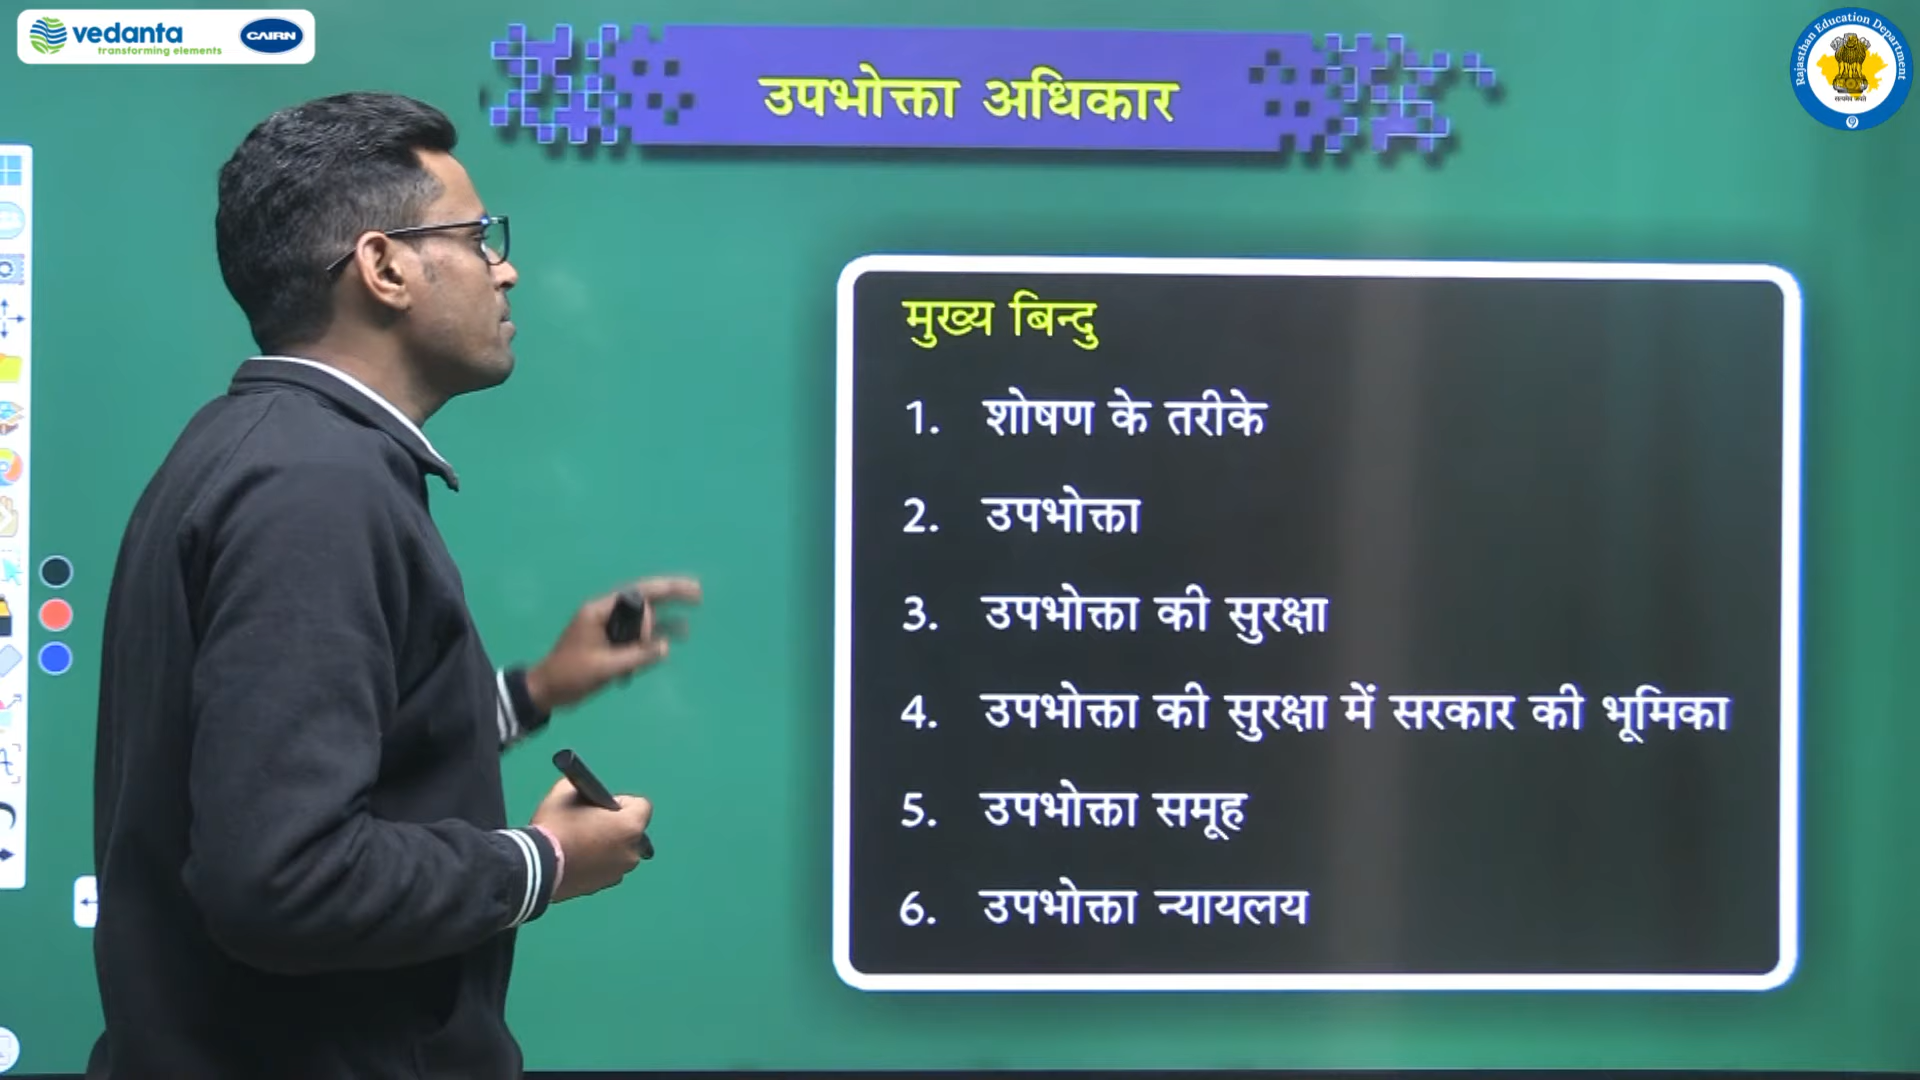 vedanta
transforming elements
CAIRN
Rajasthan Education Department
उपभोक्ता अधिकार
मुख्य बिन्दु
1. शोषण के तरीके
2. उपभोक्ता
3. उपभोक्ता की सुरक्षा
4. उपभोक्ता की सुरक्षा में सरकार की भूमिका
5. उपभोक्ता समूह
6. उपभोक्ता न्यायलय